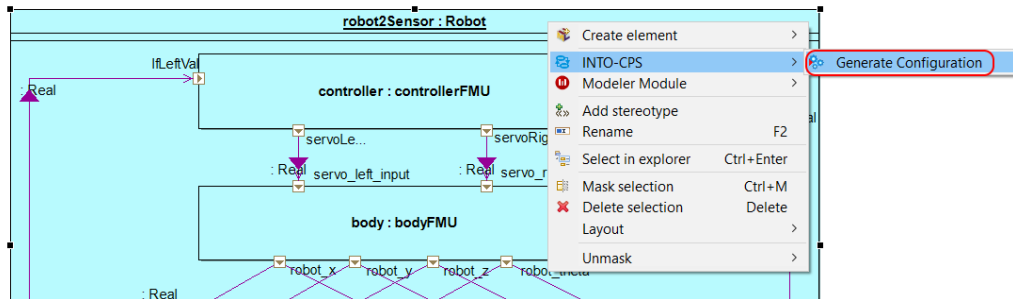 robot2Sensor : Robot
Create element
lfLeftVal
INTO-CPS
Generate Configuration
: Real
controller : controllerFMU
Modeler Module
Add stereotype
servoLe...
servoRig
Rename F2
: Real
servo_left_input
: Real
servo_r
Select in explorer Ctrl+Enter
Mask selection Ctrl+M
body : bodyFMU
Delete selection Delete
Layout
Unmask
robot_x
robot_y
robot_z
robot_theta
: Real